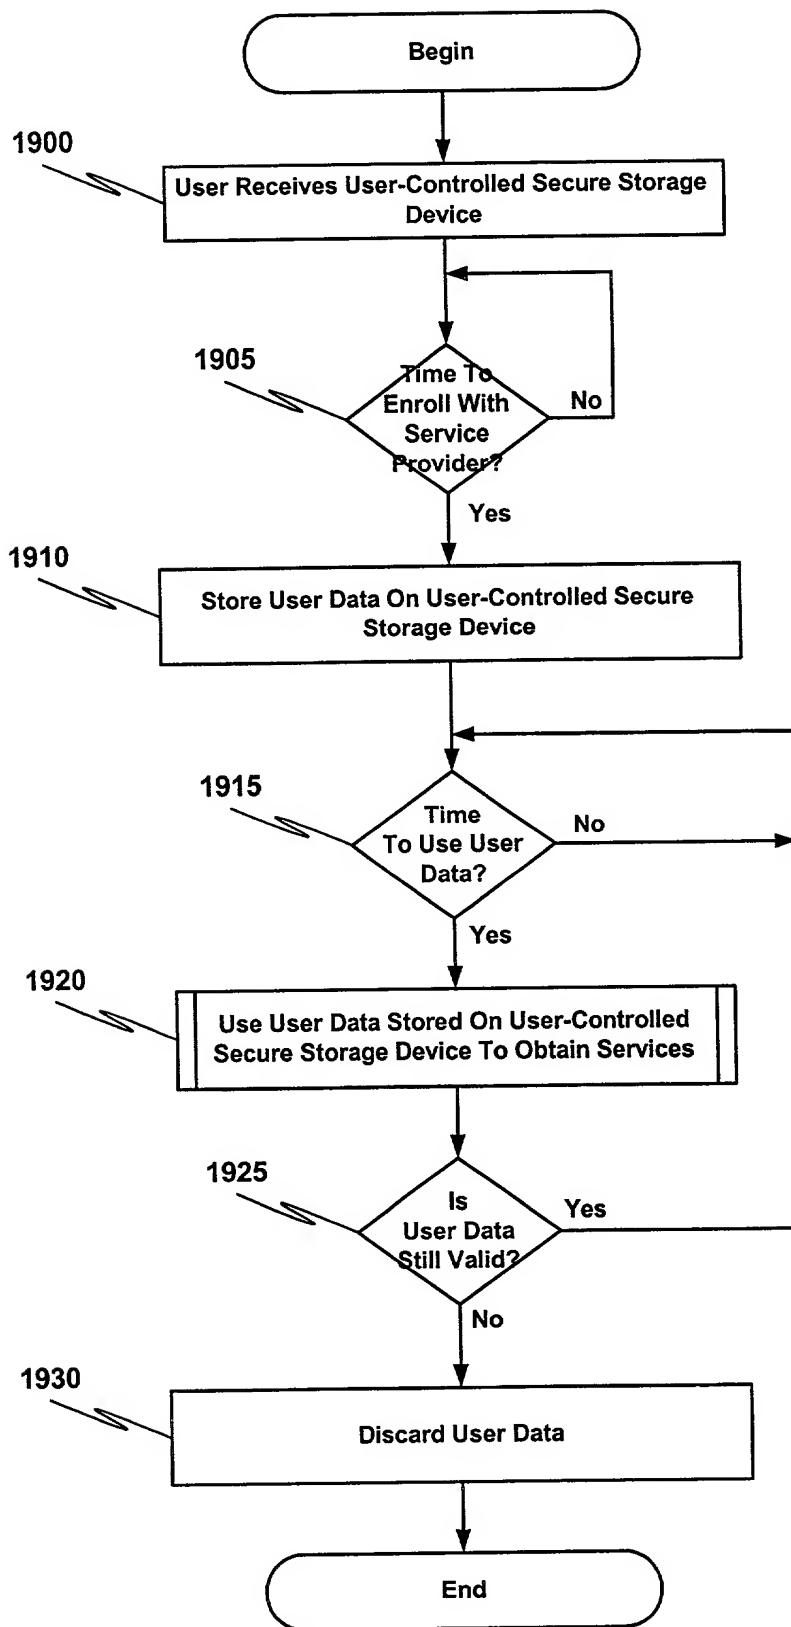 Begin
1900
User Receives User-Controlled Secure Storage
Device
1905
Time To
Enroll With
Service
Provider?
No
Yes
1910
Store User Data On User-Controlled Secure
Storage Device
1915
Time
To Use User
Data?
No
Yes
1920
Use User Data Stored On User-Controlled
Secure Storage Device To Obtain Services
1925
Is
User Data
Still Valid?
Yes
No
1930
Discard User Data
End